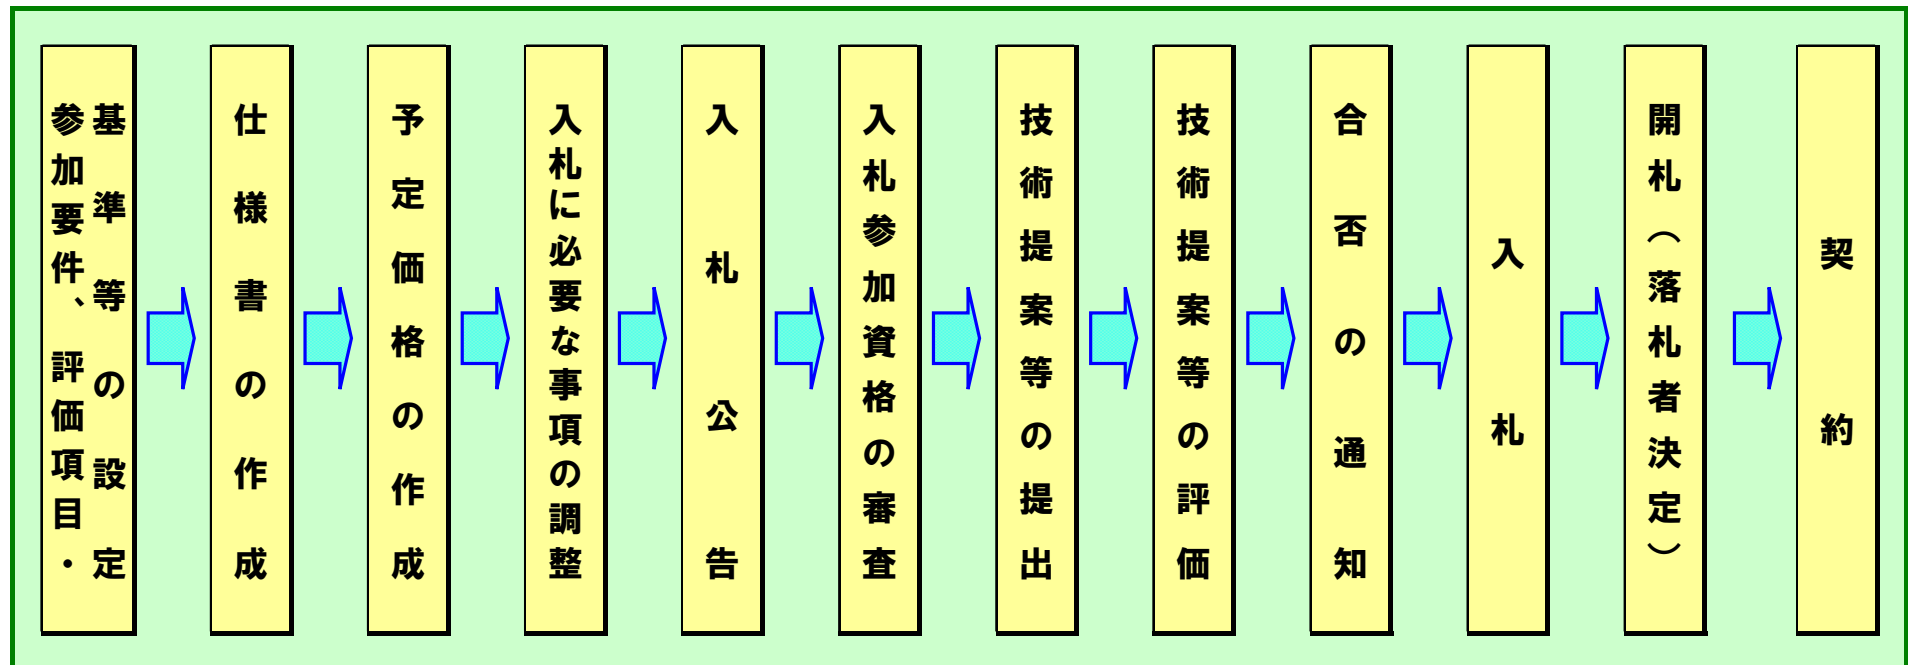 参加要件、評価項目・
基準等の設定
仕様書の作成
予定価格の作成
入札に必要な事項の調整
入札公告
入札参加資格の審査
技術提案等の提出
技術提案等の評価
合否の通知
入札
開札（落札者決定）
契約